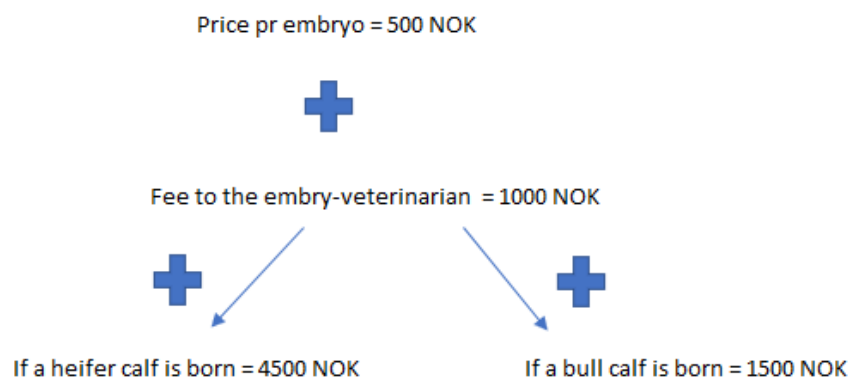 Price pr embryo = 500 NOK
Fee to the embry-veterinarian = 1000 NOK
If a heifer calf is born = 4500 NOK
If a bull calf is born = 1500 NOK